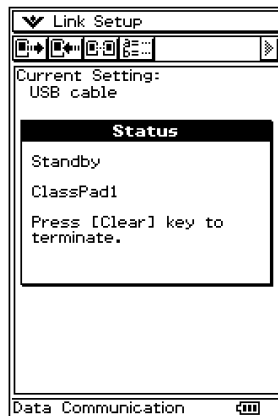 Link Setup
Current Setting:
USB cable
Status
Standby
ClassPad1
Press [Clear] key to
terminate.
Data Communication